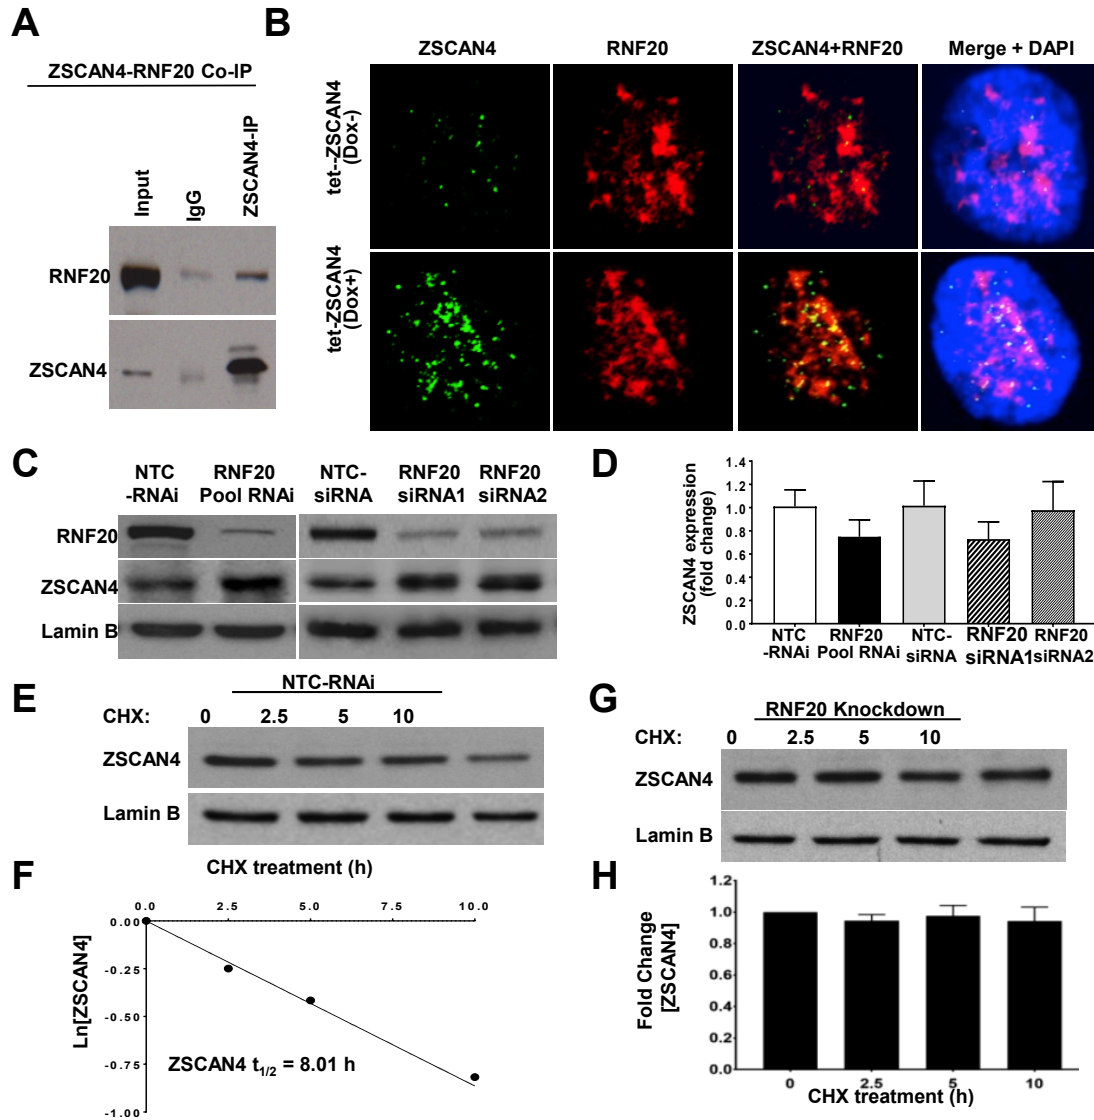 A
ZSCAN4-RNF20 Co-IP
Input
IgG
ZSCAN4-IP
RNF20
ZSCAN4
B
ZSCAN4
RNF20
ZSCAN4+RNF20
Merge + DAPI
tet--ZSCAN4
(Dox-)
tet-ZSCAN4
(Dox+)
C
NTC
-RNAi
RNF20
Pool RNAi
NTC-
siRNA
RNF20
siRNA1
RNF20
siRNA2
RNF20
ZSCAN4
Lamin B
D
ZSCAN4 expression
(fold change)
1.4
1.2
1.0
0.8
0.6
0.4
0.2
0.0
NTC
-RNAi
RNF20
Pool RNAi
NTC-
siRNA
RNF20
siRNA1
RNF20
siRNA2
E
NTC-RNAi
CHX: 0 2.5 5 10
ZSCAN4
Lamin B
F
CHX treatment (h)
0.0 2.5 5.0 7.5 10.0
Ln[ZSCAN4]
0.00
-0.25
-0.50
-0.75
-1.00
ZSCAN4 t1/2 = 8.01 h
G
RNF20 Knockdown
CHX: 0 2.5 5 10
ZSCAN4
Lamin B
H
Fold Change
[ZSCAN4]
1.2
1.0
0.8
0.6
0.4
0.2
0.0
0 2.5 5 10
CHX treatment (h)